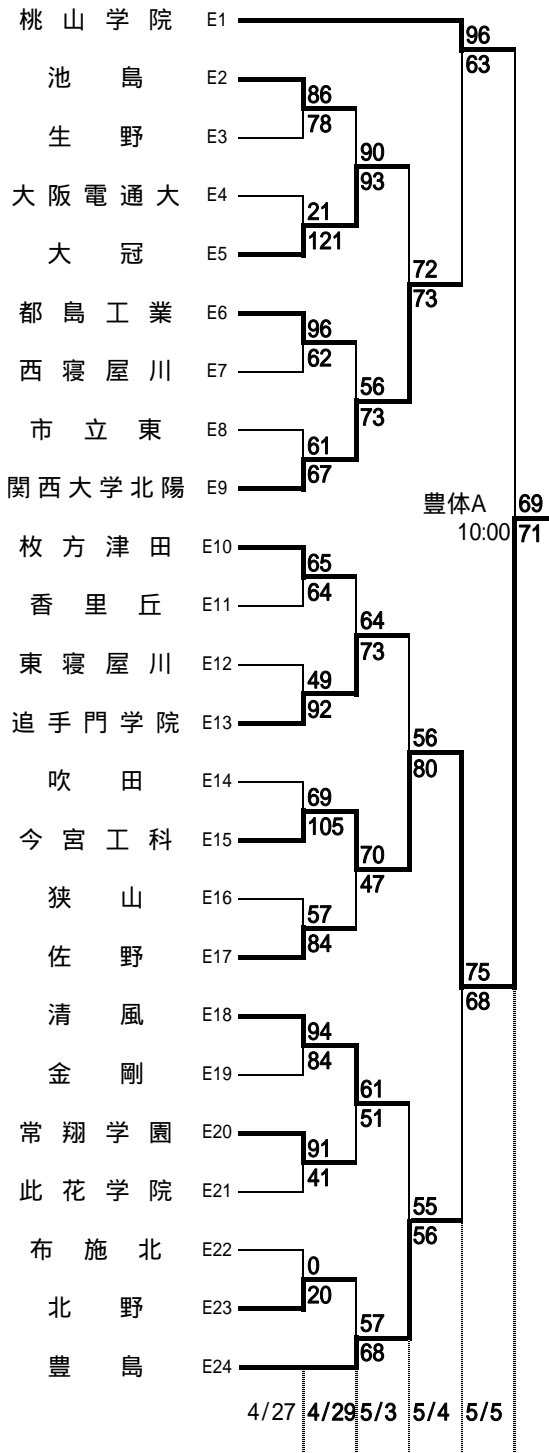 桃山学院 E1
96
63
池島 E2
86
78
生野 E3
90
93
大阪電通大 E4
21
121
大冠 E5
72
73
都島工業 E6
96
62
西寝屋川 E7
56
73
市立東 E8
61
67
関西大学北陽 E9
豊体A 69
10:00 71
枚方津田 E10
65
64
香里丘 E11
64
73
東寝屋川 E12
49
92
追手門学院 E13
56
80
吹田 E14
69
105
今宮工科 E15
70
47
狭山 E16
57
84
佐野 E17
75
68
清風 E18
94
84
金剛 E19
61
51
常翔学園 E20
91
41
此花学院 E21
55
56
布施北 E22
0
20
北野 E23
57
68
豊島 E24
4/27 4/29 5/3 5/4 5/5